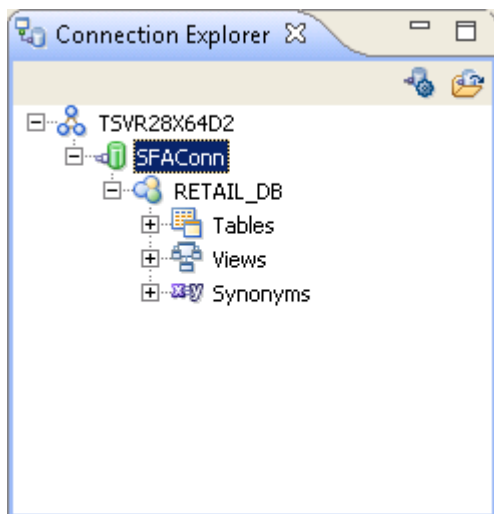 Connection Explorer
TSVR28X64D2
SFAConn
RETAIL_DB
Tables
Views
x=y Synonyms